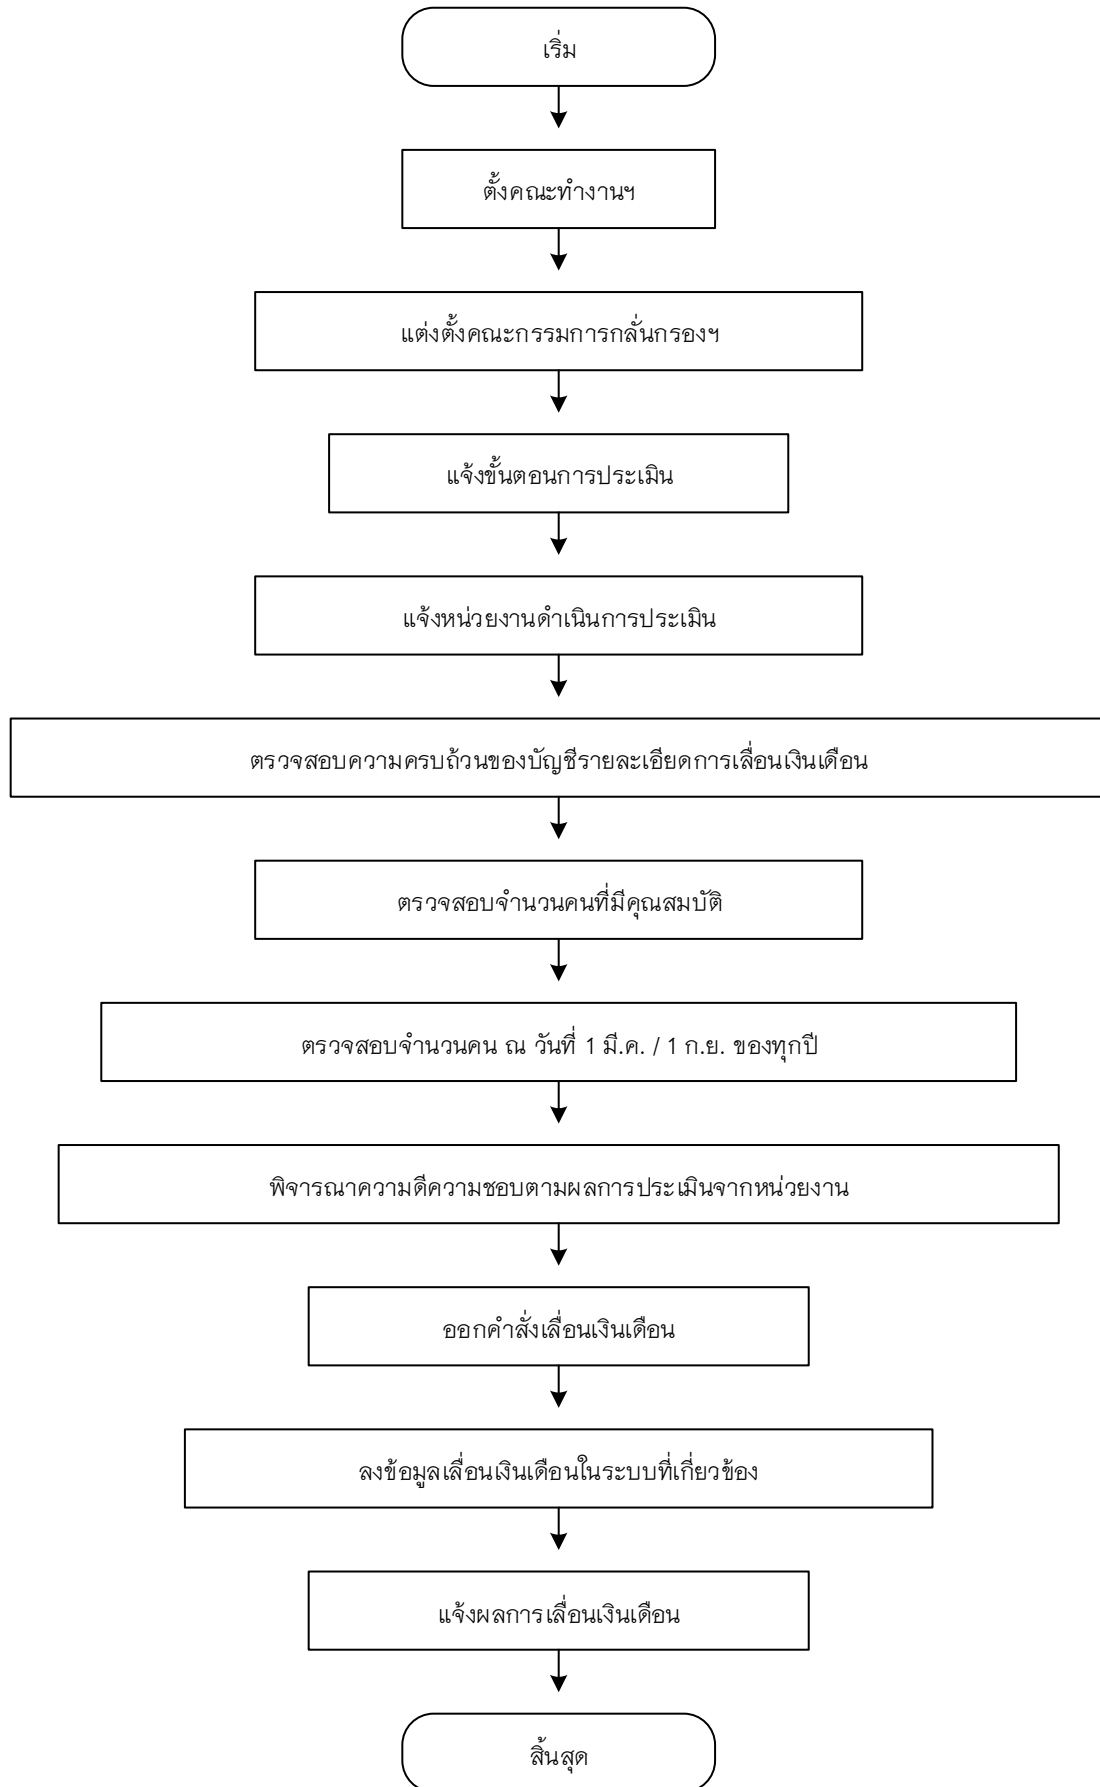 เริ่ม
ตั้งคณะทำงานฯ
แต่งตั้งคณะกรรมการกลั่นกรองฯ
แจ้งขั้นตอนการประเมิน
แจ้งหน่วยงานดำเนินการประเมิน
ตรวจสอบความครบถ้วนของบัญชีรายละเอียดการเลื่อนเงินเดือน
ตรวจสอบจำนวนคนที่มีคุณสมบัติ
ตรวจสอบจำนวนคน ณ วันที่ 1 มี.ค. / 1 ก.ย. ของทุกปี
พิจารณาความดีความชอบตามผลการประเมินจากหน่วยงาน
ออกคำสั่งเลื่อนเงินเดือน
ลงข้อมูลเลื่อนเงินเดือนในระบบที่เกี่ยวข้อง
แจ้งผลการเลื่อนเงินเดือน
สิ้นสุด